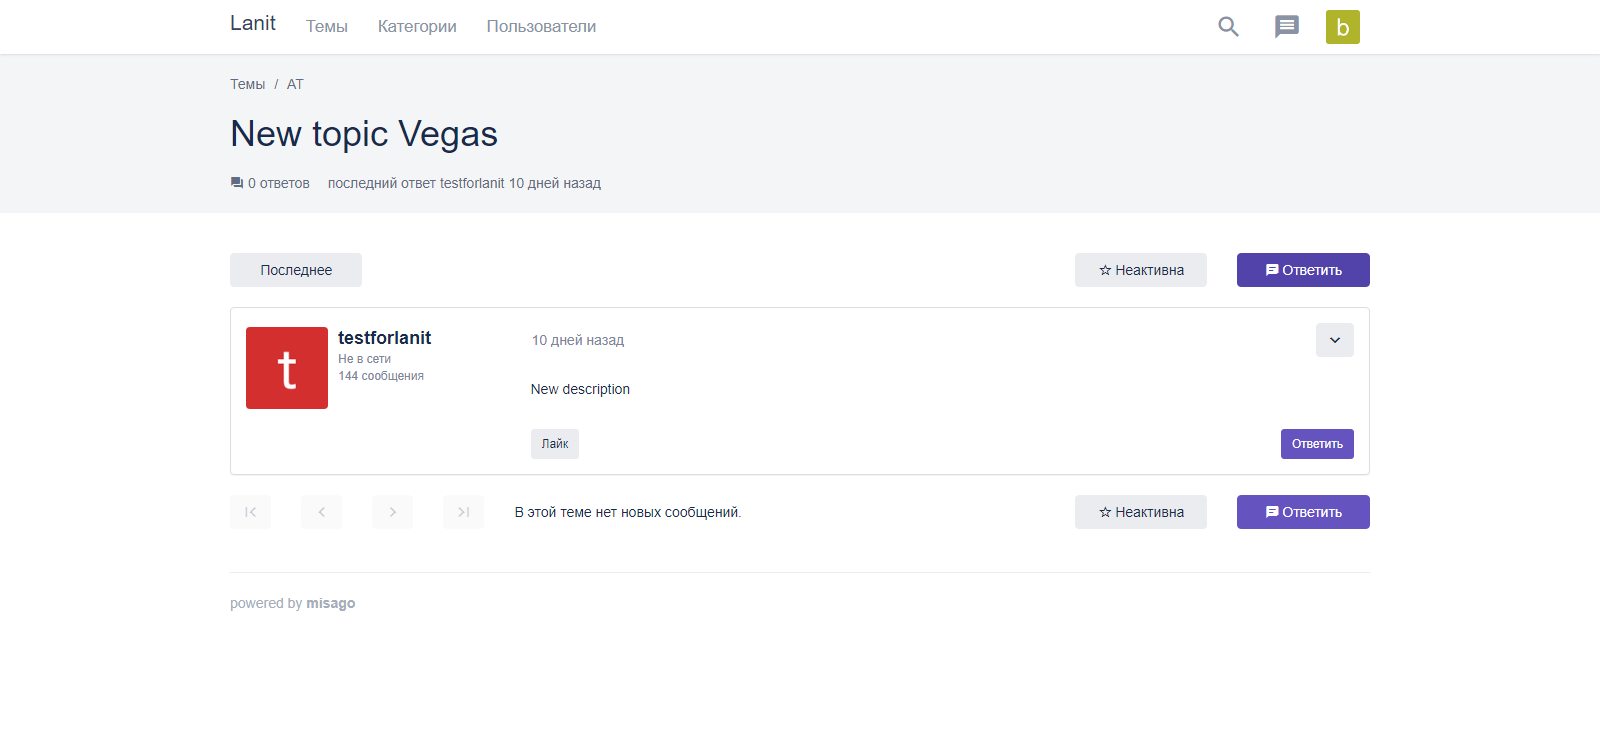 Lanit Темы Категории Пользователи b
Темы / AT
New topic Vegas
0 ответов последний ответ testforlanit 10 дней назад
Последнее Неактивна Ответить
t
testforlanit
Не в сети
144 сообщения
10 дней назад
New description
Лайк Ответить
В этой теме нет новых сообщений. Неактивна Ответить
powered by misago